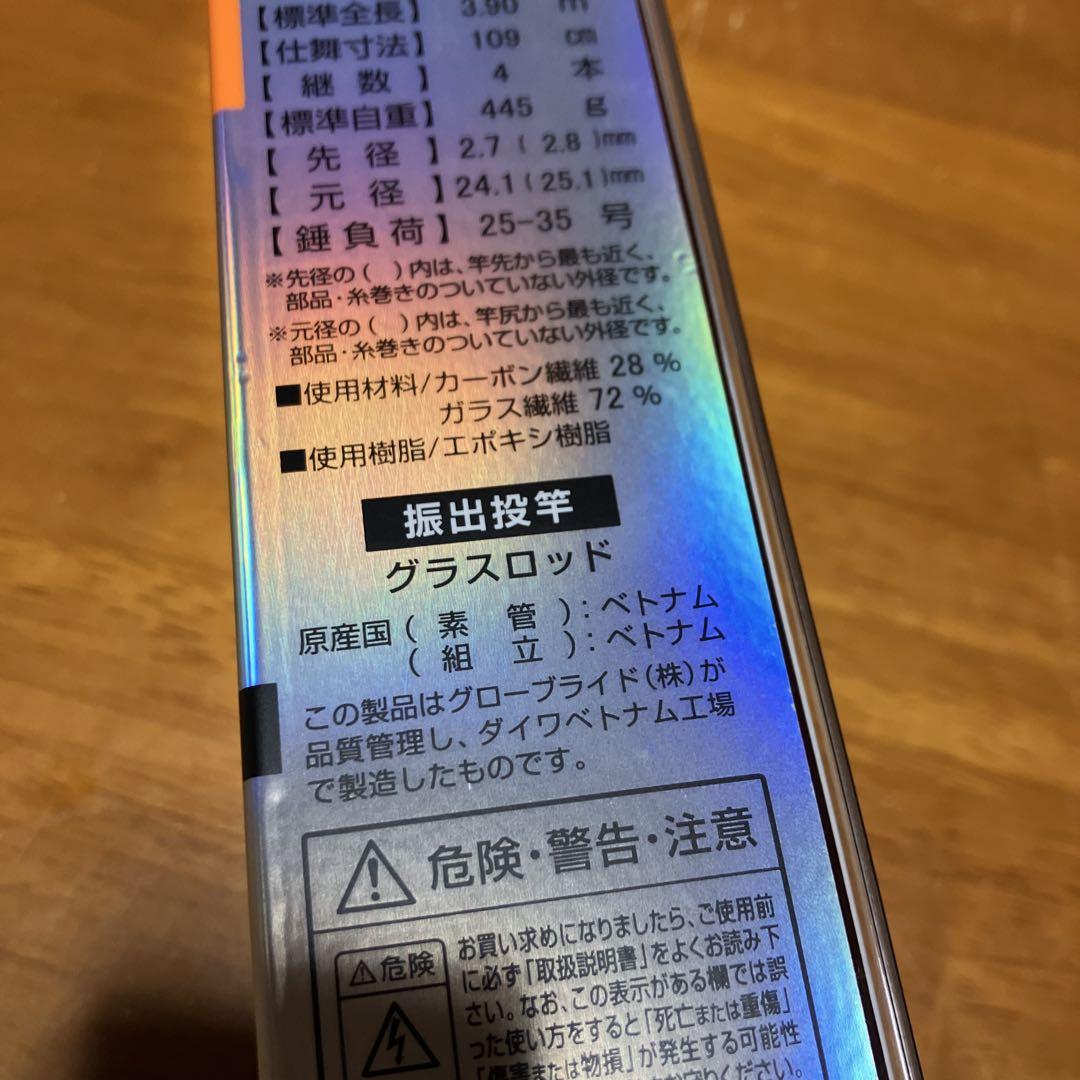 【標準全長】 3.90 m
【仕舞寸法】 109 cm
【継数】 4 本
【標準自重】 445 g
【先径】 2.7 ( 2.8 )mm
【元径】 24.1 ( 25.1 )mm
【錘負荷】 25-35 号
※先径の( )内は、竿先から最も近く、
部品・糸巻きのついていない外径です。
※元径の( )内は、竿尻から最も近く、
部品・糸巻きのついていない外径です。
■使用材料/カーボン繊維 28 %
ガラス繊維 72 %
■使用樹脂/エポキシ樹脂
振出投竿
グラスロッド
原産国(素管):ベトナム
(組立):ベトナム
この製品はグローブライド(株)が
品質管理し、ダイワベトナム工場
で製造したものです。
危険・警告・注意
危険
お買い求めになりましたら、ご使用前
に必ず「取扱説明書」をよくお読み下
さい。なお、この表示がある欄では誤
った使い方をすると「死亡または重傷」
「傷害または物損」が発生する可能性
お守りください。